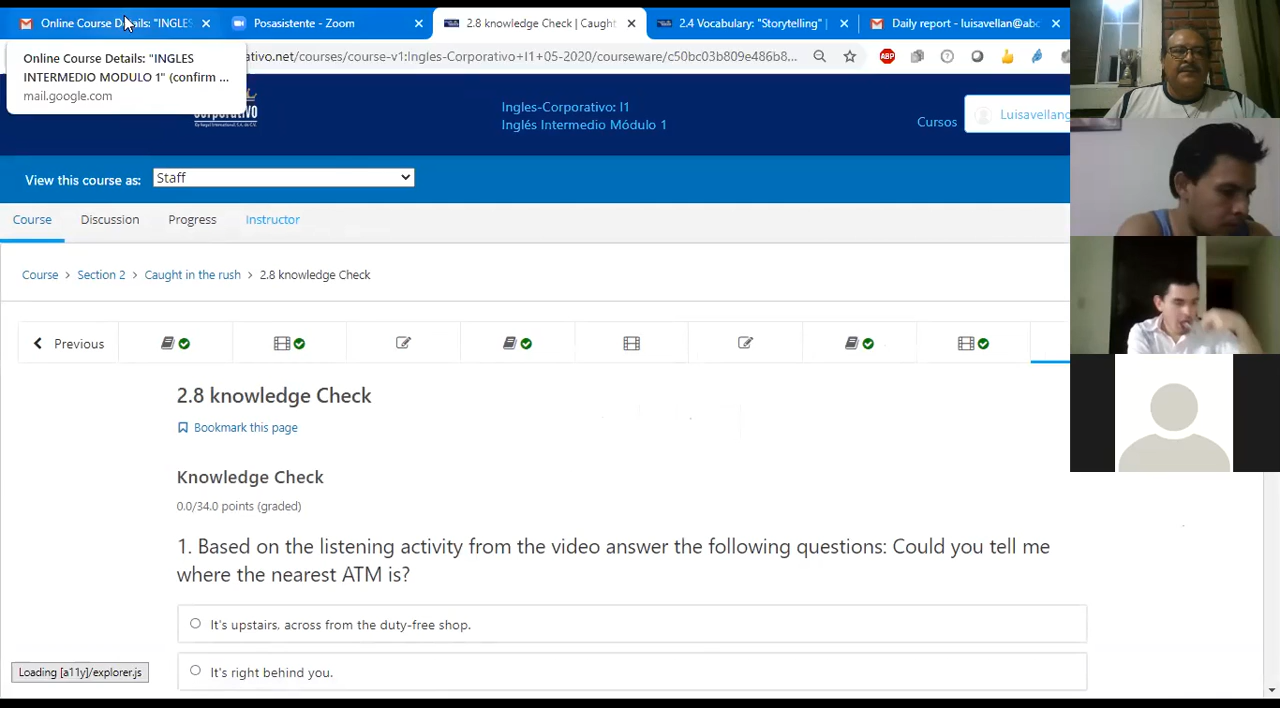 Online Course Details: "INGLES
Posasistente - Zoom
2.8 knowledge Check | Caught
2.4 Vocabulary: "Storytelling" |
Daily report - luisavellan@abc
Online Course Details: "INGLES
INTERMEDIO MODULO 1" (confirm ...
mail.google.com
ivo.net/courses/course-v1:Ingles-Corporativo+I1+05-2020/courseware/c50bc03b809e486b8...
ABP
corporativo
Ingles-Corporativo: I1
Inglés Intermedio Módulo 1
Cursos
Luisavellang
View this course as:
Staff
Course
Discussion
Progress
Instructor
Course > Section 2 > Caught in the rush > 2.8 knowledge Check
Previous
2.8 knowledge Check
Bookmark this page
Knowledge Check
0.0/34.0 points (graded)
1. Based on the listening activity from the video answer the following questions: Could you tell me
where the nearest ATM is?
It's upstairs, across from the duty-free shop.
It's right behind you.
Loading [a11y]/explorer.js